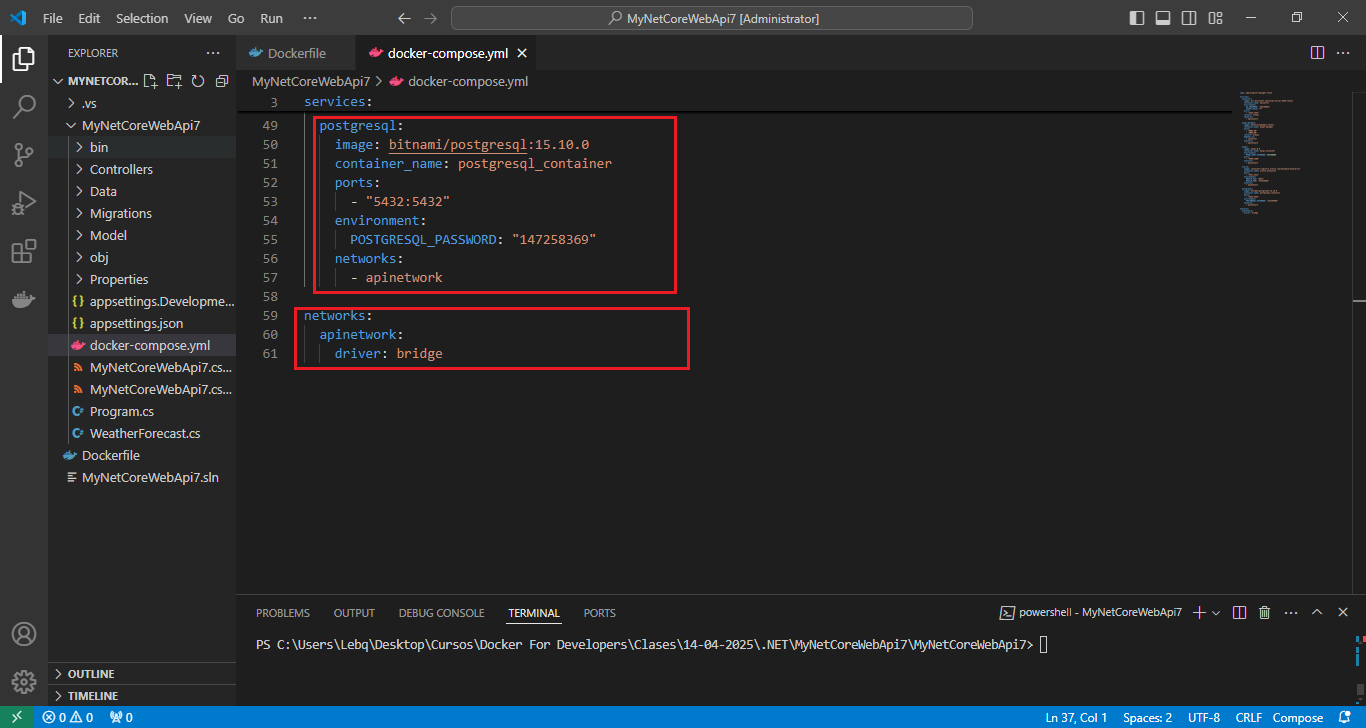 File Edit Selection View Go Run ··· MyNetCoreWebApi7 [Administrator]
EXPLORER ···
MYNETCOR...
.vs
MyNetCoreWebApi7
bin
Controllers
Data
Migrations
Model
obj
Properties
{} appsettings.Developme...
{} appsettings.json
docker-compose.yml
MyNetCoreWebApi7.cs...
MyNetCoreWebApi7.cs...
C# Program.cs
C# WeatherForecast.cs
Dockerfile
MyNetCoreWebApi7.sln
OUTLINE
TIMELINE
Dockerfile docker-compose.yml
MyNetCoreWebApi7 > docker-compose.yml
3 services:
49 postgresql:
50 image: bitnami/postgresql:15.10.0
51 container_name: postgresql_container
52 ports:
53 - "5432:5432"
54 environment:
55 POSTGRESQL_PASSWORD: "147258369"
56 networks:
57 - apinetwork
58
59 networks:
60 apinetwork:
61 driver: bridge
PROBLEMS OUTPUT DEBUG CONSOLE TERMINAL PORTS powershell - MyNetCoreWebApi7
PS C:\Users\Lebq\Desktop\Cursos\Docker For Developers\Clases\14-04-2025\.NET\MyNetCoreWebApi7\MyNetCoreWebApi7>
0 0 0 Ln 37, Col 1 Spaces: 2 UTF-8 CRLF Compose